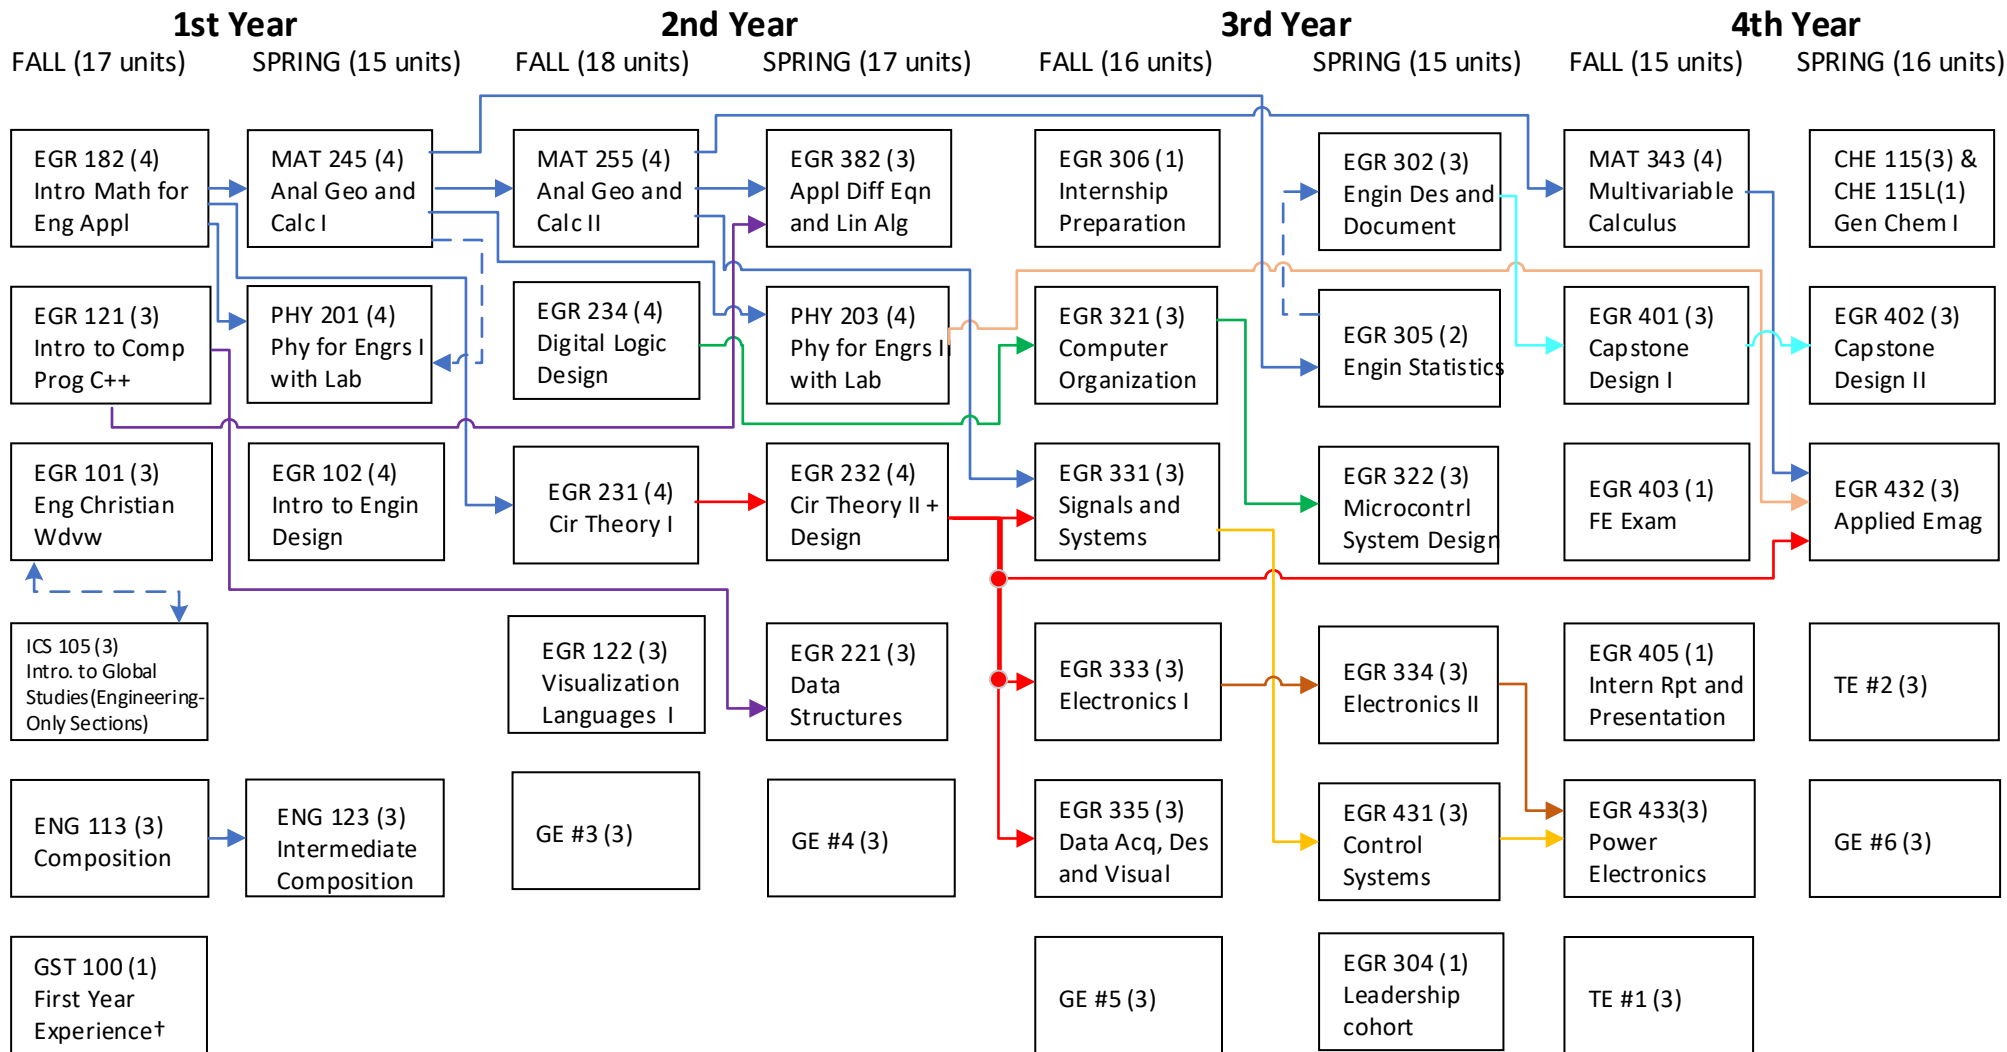 1st Year
2nd Year
3rd Year
4th Year
FALL (17 units)
SPRING (15 units)
FALL (18 units)
SPRING (17 units)
FALL (16 units)
SPRING (15 units)
FALL (15 units)
SPRING (16 units)
EGR 182 (4)
Intro Math for
Eng Appl
MAT 245 (4)
Anal Geo and
Calc I
MAT 255 (4)
Anal Geo and
Calc II
EGR 382 (3)
Appl Diff Eqn
and Lin Alg
EGR 306 (1)
Internship
Preparation
EGR 302 (3)
Engin Des and
Document
MAT 343 (4)
Multivariable
Calculus
CHE 115(3) &
CHE 115L(1)
Gen Chem I
EGR 121 (3)
Intro to Comp
Prog C++
PHY 201 (4)
Phy for Engrs I
with Lab
EGR 234 (4)
Digital Logic
Design
PHY 203 (4)
Phy for Engrs II
with Lab
EGR 321 (3)
Computer
Organization
EGR 305 (2)
Engin Statistics
EGR 401 (3)
Capstone
Design I
EGR 402 (3)
Capstone
Design II
EGR 101 (3)
Eng Christian
Wdvw
EGR 102 (4)
Intro to Engin
Design
EGR 231 (4)
Cir Theory I
EGR 232 (4)
Cir Theory II +
Design
EGR 331 (3)
Signals and
Systems
EGR 322 (3)
Microcontrl
System Design
EGR 403 (1)
FE Exam
EGR 432 (3)
Applied Emag
ICS 105 (3)
Intro. to Global
Studies(Engineering-
Only Sections)
EGR 122 (3)
Visualization
Languages I
EGR 221 (3)
Data
Structures
EGR 333 (3)
Electronics I
EGR 334 (3)
Electronics II
EGR 405 (1)
Intern Rpt and
Presentation
TE #2 (3)
ENG 113 (3)
Composition
ENG 123 (3)
Intermediate
Composition
GE #3 (3)
GE #4 (3)
EGR 335 (3)
Data Acq, Des
and Visual
EGR 431 (3)
Control
Systems
EGR 433(3)
Power
Electronics
GE #6 (3)
GST 100 (1)
First Year
Experience†
GE #5 (3)
EGR 304 (1)
Leadership
cohort
TE #1 (3)